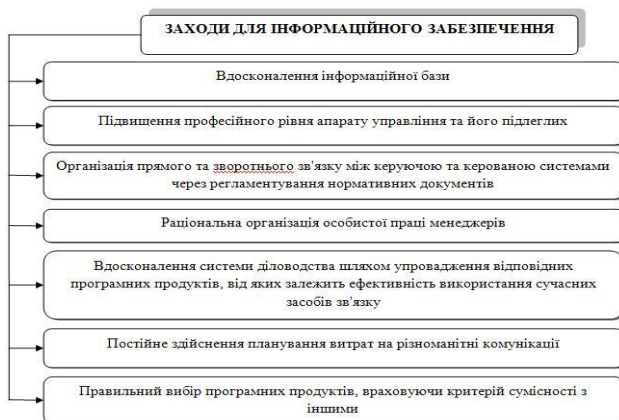 ЗАХОДИ ДЛЯ ІНФОРМАЦІЙНОГО ЗАБЕЗПЕЧЕННЯ
Вдосконалення інформаційної бази
Підвищення професійного рівня апарату управління та його підлеглих
Організація прямого та зворотнього зв'язку між керуючою та керованою системами
через регламентування нормативних документів
Раціональна організація особистої праці менеджерів
Вдосконалення системи діловодства шляхом упровадження відповідних
програмних продуктів, від яких залежить ефективність використання сучасних
засобів зв'язку
Постійне здійснення планування витрат на різноманітні комунікації
Правильний вибір програмних продуктів, враховуючи критерій сумісності з
іншими